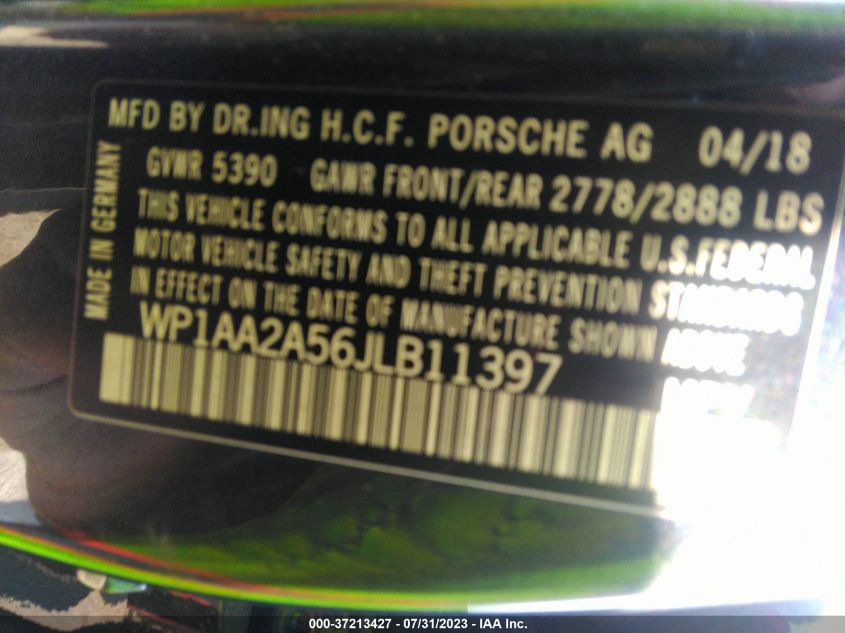 MFD BY DR.ING H.C.F. PORSCHE AG 04/18
GVWR 5390 GAWR FRONT/REAR 2778/2888 LBS
THIS VEHICLE CONFORMS TO ALL APPLICABLE U.S.FEDERAL
MOTOR VEHICLE SAFETY AND THEFT PREVENTION STANDARDS
IN EFFECT ON THE DATE OF MANUFACTURE SHOWN ABOVE
WP1AA2A56JLB11397
MADE IN GERMANY
000-37213427 - 07/31/2023 - IAA Inc.